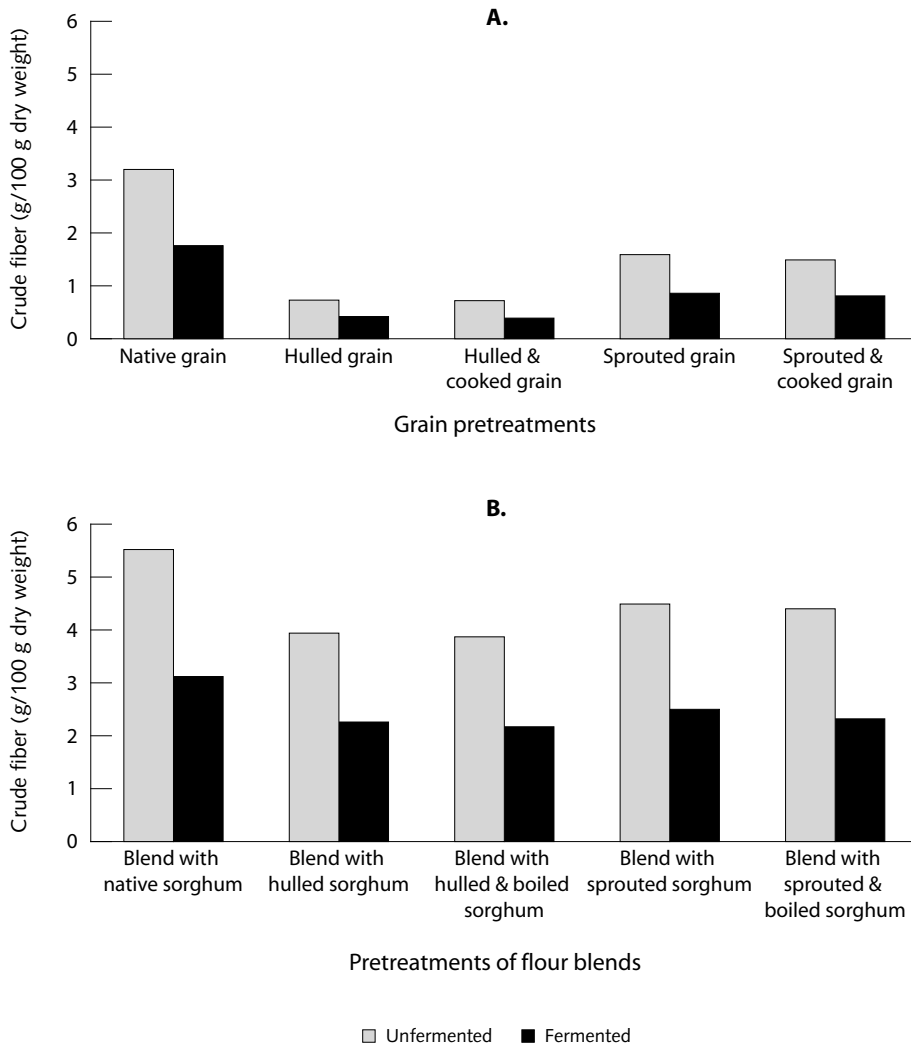 A.
Crude fiber (g/100 g dry weight)
6
5
4
3
2
1
0
Native grain
Hulled grain
Hulled &
cooked grain
Sprouted grain
Sprouted &
cooked grain
Grain pretreatments
B.
Crude fiber (g/100 g dry weight)
6
5
4
3
2
1
0
Blend with
native sorghum
Blend with
hulled sorghum
Blend with
hulled & boiled
sorghum
Blend with
sprouted sorghum
Blend with
sprouted &
boiled sorghum
Pretreatments of flour blends
Unfermented
Fermented